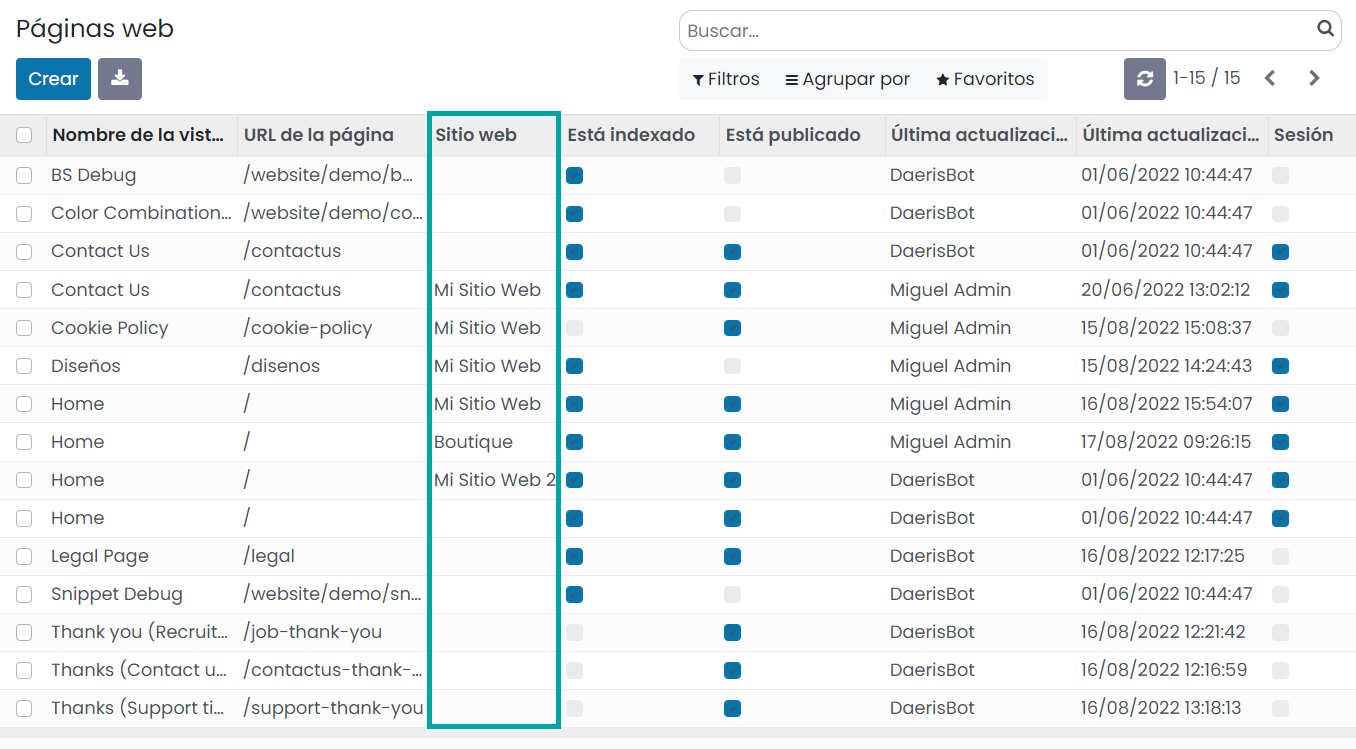 Páginas web
Buscar...
Crear
Filtros Agrupar por Favoritos 1-15 / 15
Nombre de la vist... URL de la página Sitio web Está indexado Está publicado Última actualizaci... Última actualizaci... Sesión
BS Debug /website/demo/b... DaerisBot 01/06/2022 10:44:47
Color Combination... /website/demo/co... DaerisBot 01/06/2022 10:44:47
Contact Us /contactus DaerisBot 01/06/2022 10:44:47
Contact Us /contactus Mi Sitio Web Miguel Admin 20/06/2022 13:02:12
Cookie Policy /cookie-policy Mi Sitio Web Miguel Admin 15/08/2022 15:08:37
Diseños /disenos Mi Sitio Web Miguel Admin 15/08/2022 14:24:43
Home / Mi Sitio Web Miguel Admin 16/08/2022 15:54:07
Home / Boutique Miguel Admin 17/08/2022 09:26:15
Home / Mi Sitio Web 2 DaerisBot 01/06/2022 10:44:47
Home / DaerisBot 01/06/2022 10:44:47
Legal Page /legal DaerisBot 16/08/2022 12:17:25
Snippet Debug /website/demo/sn... DaerisBot 01/06/2022 10:44:47
Thank you (Recruit... /job-thank-you DaerisBot 16/08/2022 12:21:42
Thanks (Contact u... /contactus-thank-... DaerisBot 16/08/2022 12:16:59
Thanks (Support ti... /support-thank-you DaerisBot 16/08/2022 13:18:13